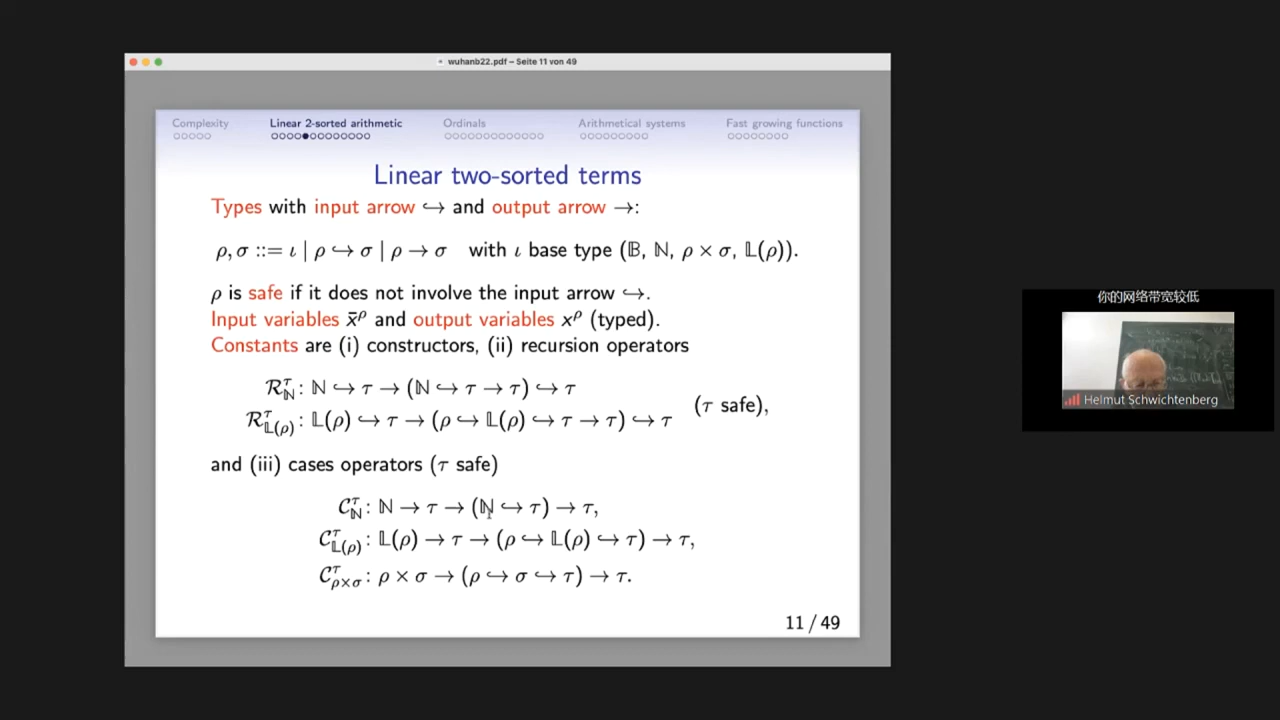 wuhanb22.pdf – Seite 11 von 49
Complexity Linear 2-sorted arithmetic Ordinals Arithmetical systems Fast growing functions
Linear two-sorted terms
Types with input arrow ↪ and output arrow →:
ρ, σ ::= ι | ρ ↪ σ | ρ → σ with ι base type (𝔹, ℕ, ρ × σ, 𝕃(ρ)).
ρ is safe if it does not involve the input arrow ↪.
Input variables x̄^ρ and output variables x^ρ (typed).
Constants are (i) constructors, (ii) recursion operators
ℛ^τ_ℕ : ℕ ↪ τ → (ℕ ↪ τ → τ) ↪ τ
ℛ^τ_𝕃(ρ) : 𝕃(ρ) ↪ τ → (ρ ↪ 𝕃(ρ) ↪ τ → τ) ↪ τ
(τ safe),
and (iii) cases operators (τ safe)
𝒞^τ_ℕ : ℕ → τ → (ℕ ↪ τ) → τ,
𝒞^τ_𝕃(ρ) : 𝕃(ρ) → τ → (ρ ↪ 𝕃(ρ) ↪ τ) → τ,
𝒞^τ_ρ×σ : ρ × σ → (ρ ↪ σ ↪ τ) → τ.
11 / 49
你的网络带宽较低
Helmut Schwichtenberg